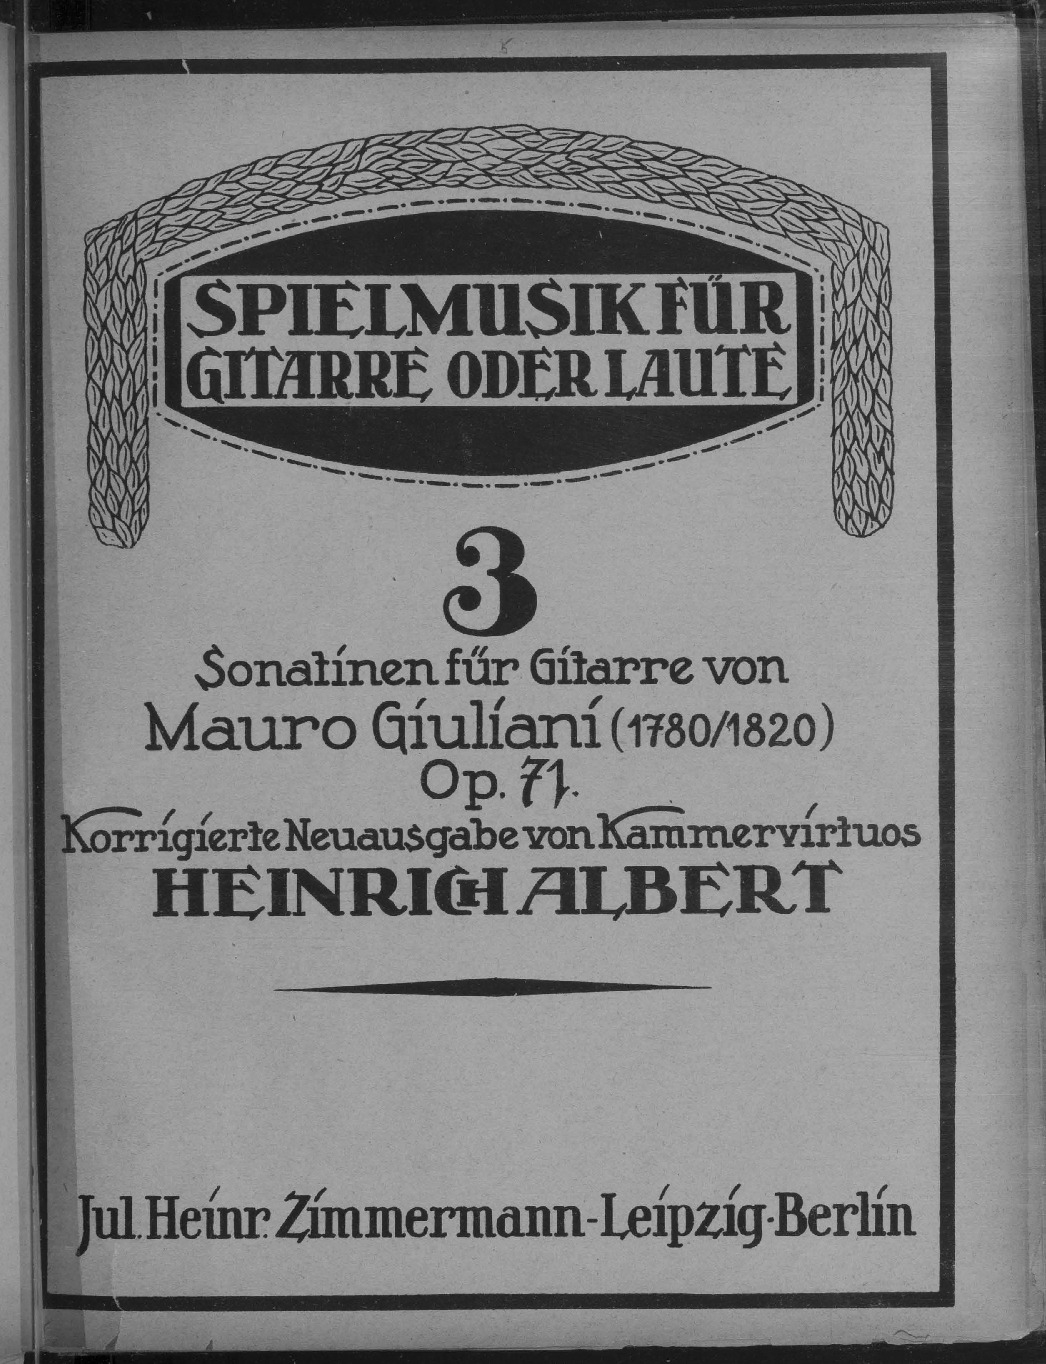 SPIELMUSIK FÜR
GITARRE ODER LAUTE
3
Sonatinen für Gitarre von
Mauro Giuliani (1780/1820)
Op. 71.
Korrigierte Neuausgabe von Kammervirtuos
HEINRICH ALBERT
Jul. Heinr. Zimmermann-Leipzig·Berlin